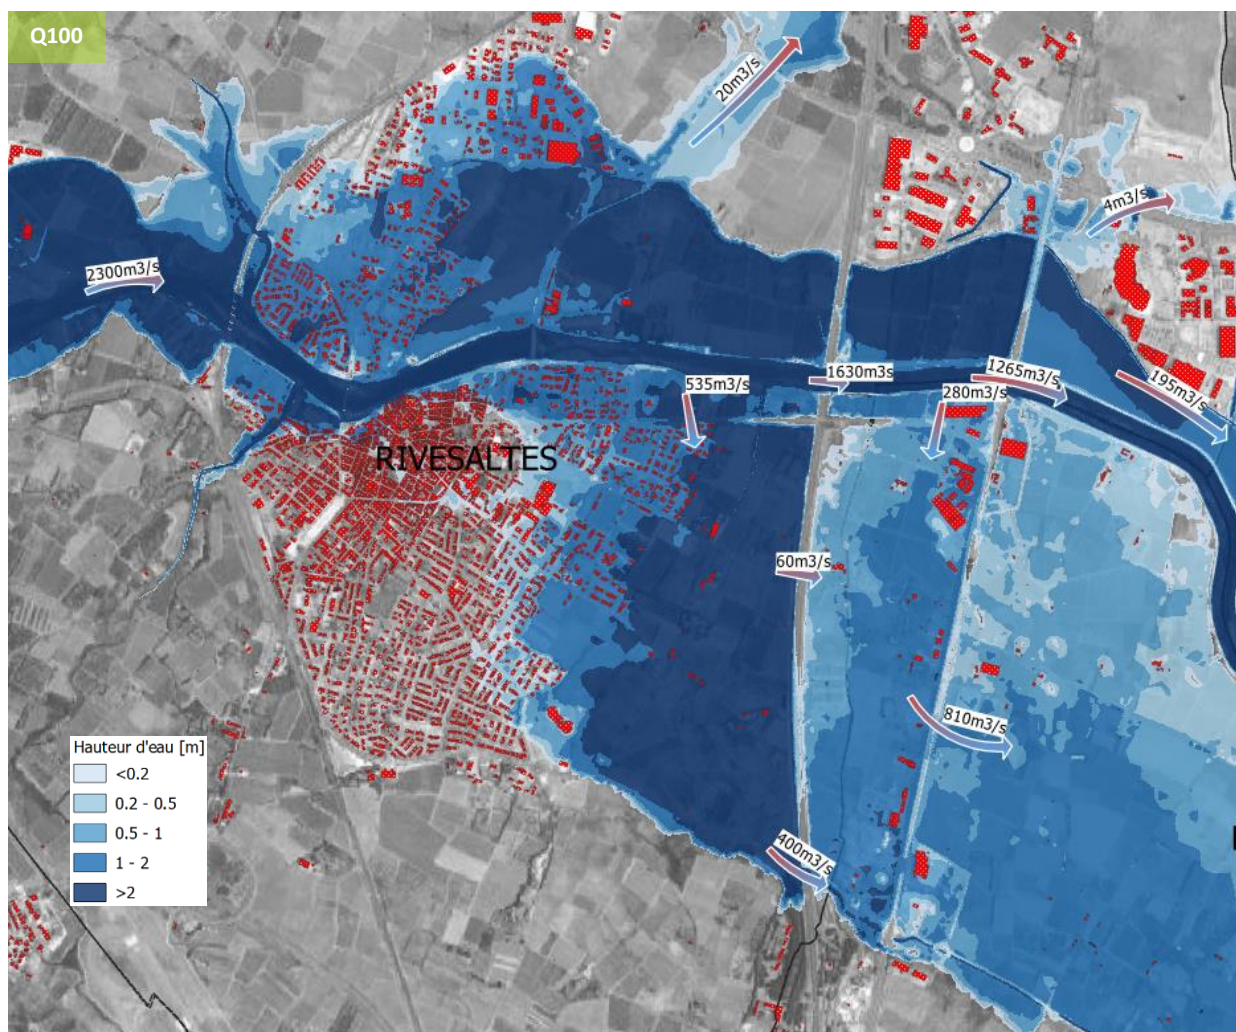 Q100
20m3/s
4m3/s
2300m3/s
1630m3s
1265m3/s
195m3/s
535m3/s
280m3/s
RIVESALTES
60m3/s
810m3/s
400m3/s
Hauteur d'eau [m]
<0.2
0.2 - 0.5
0.5 - 1
1 - 2
>2